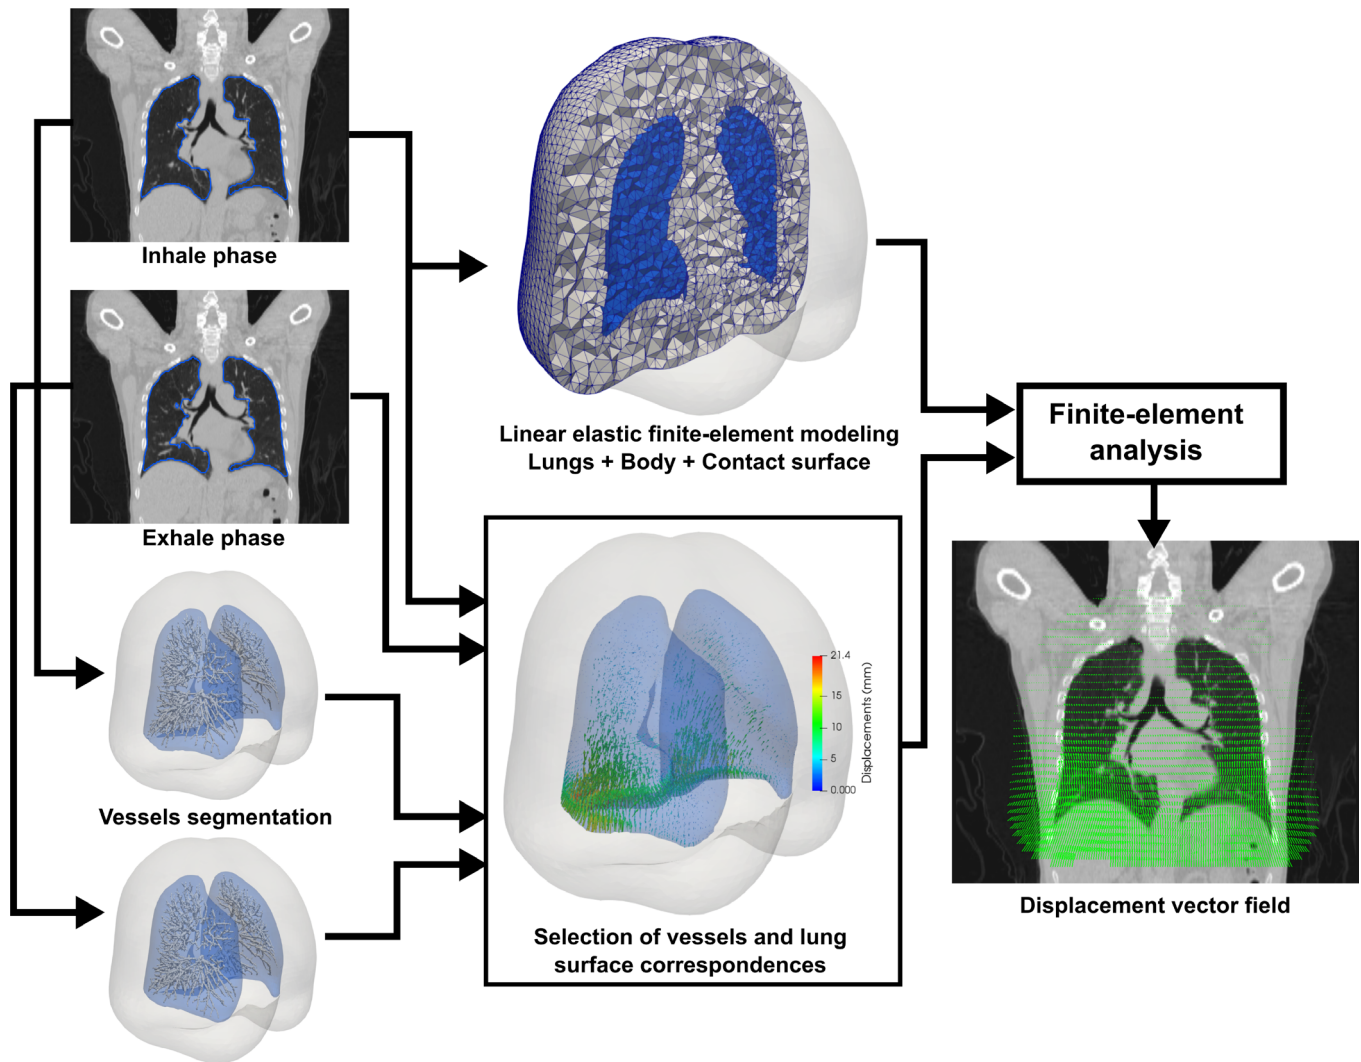 Inhale phase
Exhale phase
Vessels segmentation
Linear elastic finite-element modeling
Lungs + Body + Contact surface
21.4
15
10
5
0.000
Displacements (mm)
Selection of vessels and lung
surface correspondences
Finite-element
analysis
Displacement vector field